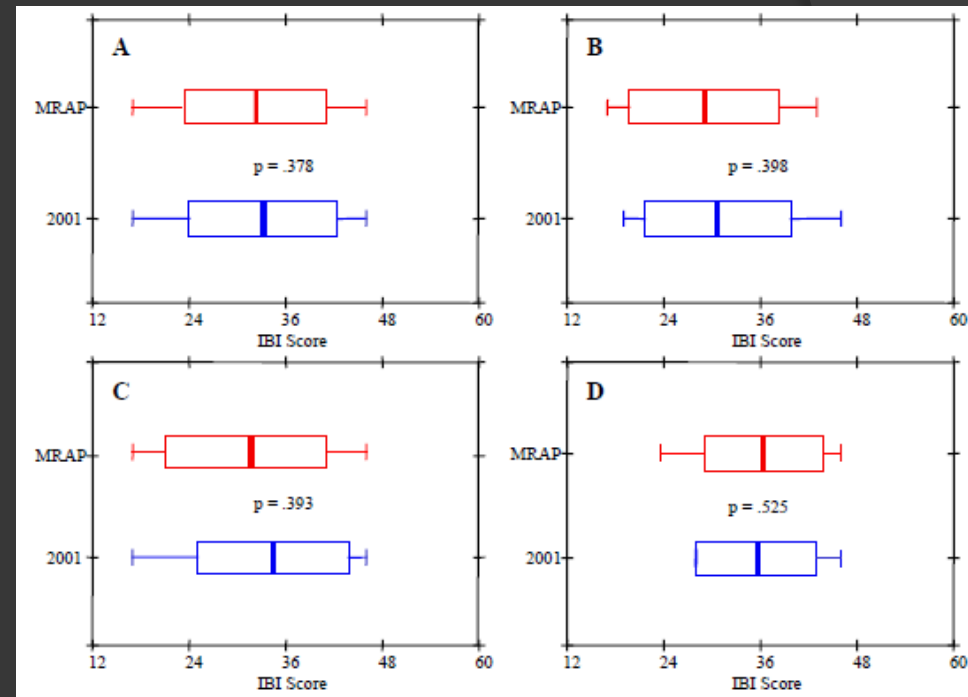 A
MRAP
p = .378
2001
12 24 36 48 60
IBI Score
B
MRAP
p = .398
2001
12 24 36 48 60
IBI Score
C
MRAP
p = .393
2001
12 24 36 48 60
IBI Score
D
MRAP
p = .525
2001
12 24 36 48 60
IBI Score